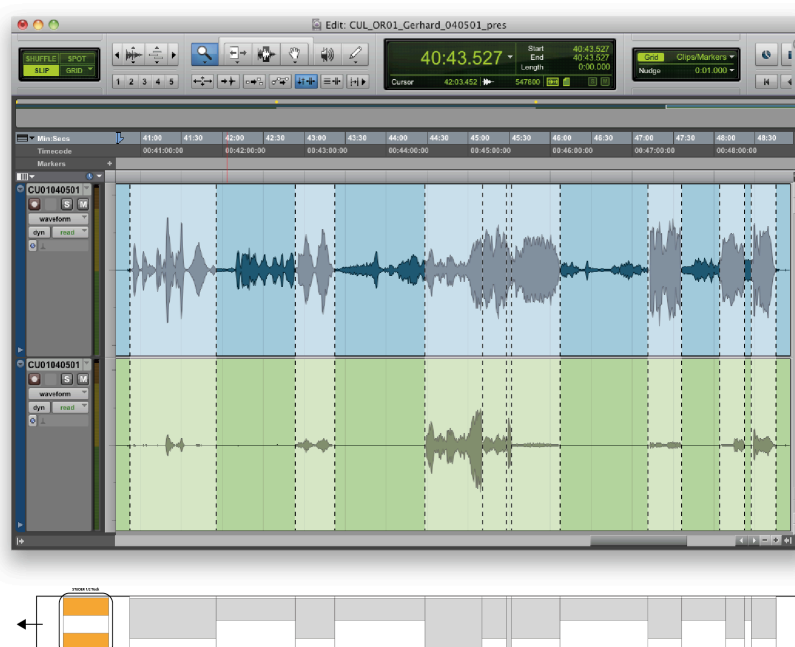 Edit: CUL_OR01_Gerhard_040501_pres
SHUFFLE SPOT
SLIP GRID
1 2 3 4 5
40:43.527
Start 40:43.527
End 40:43.527
Length 0:00.000
Cursor 42:03.452 547800
Grid Clips/Markers
Nudge 0:01.000
Min:Secs 41:00 41:30 42:00 42:30 43:00 43:30 44:00 44:30 45:00 45:30 46:00 46:30 47:00 47:30 48:00 48:30
Timecode 00:41:00:00 00:42:00:00 00:43:00:00 00:44:00:00 00:45:00:00 00:46:00:00 00:47:00:00 00:48:00:00
Markers
CU01040501
S M
waveform
dyn read
CU01040501
S M
waveform
dyn read